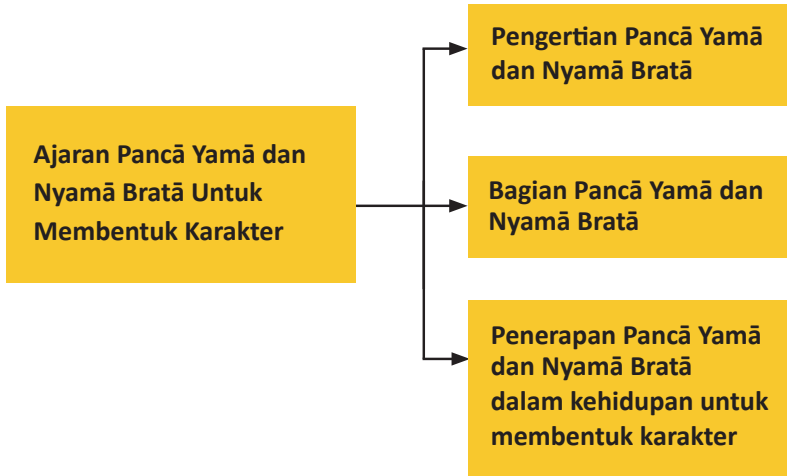 Ajaran Pancā Yamā dan
Nyamā Bratā Untuk
Membentuk Karakter
Pengertian Pancā Yamā
dan Nyamā Bratā
Bagian Pancā Yamā dan
Nyamā Bratā
Penerapan Pancā Yamā
dan Nyamā Bratā
dalam kehidupan untuk
membentuk karakter